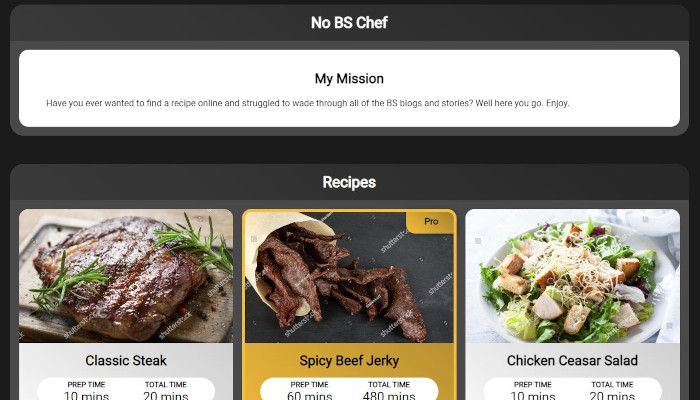 No BS Chef
My Mission
Have you ever wanted to find a recipe online and struggled to wade through all of the BS blogs and stories? Well here you go. Enjoy.
Recipes
Pro
shutterstock
shutterstock
shutterstock
Classic Steak
Spicy Beef Jerky
Chicken Ceasar Salad
PREP TIME TOTAL TIME
10 mins 20 mins
PREP TIME TOTAL TIME
60 mins 480 mins
PREP TIME TOTAL TIME
10 mins 20 mins